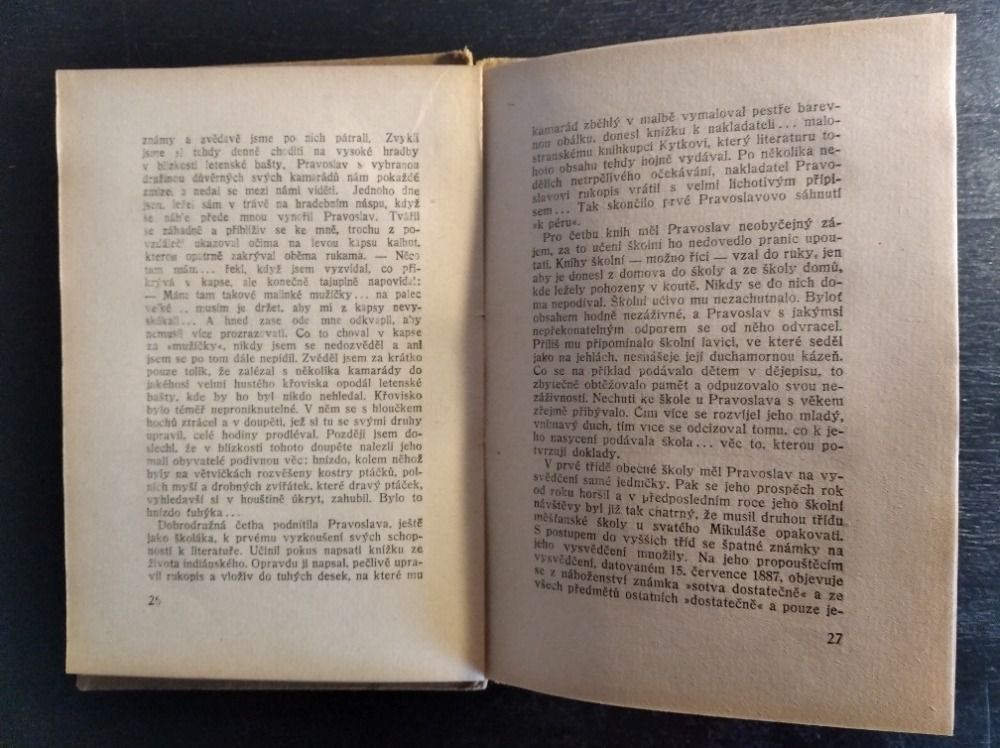 známy a zvědavě jsme po nich pátrali. Zvykli
jsme si tehdy denně choditi na vysoké hradby
v blízkosti letenské bašty. Pravoslav s vybranou
družinou důvěrných svých kamarádů nám pokaždé
zmizel a nedal se mezi námi viděti. Jednoho dne
jsem ležel sám v trávě na hradebním náspu, když
se náhle přede mnou vynořil Pravoslav. Tvářil
se záhadně a přiblíživ se ke mně, trochu z po-
vzdáleči ukazoval očima na levou kapsu kalhot,
kterou opatrně zakrýval oběma rukama. — Něco
tam mám.... řekl, když jsem vyzvídal, co při-
krývá v kapse, ale konečně tajuplně napovídal:
— Mám tam takové malinké mužíčky... na palec
velké .. musím je držet, aby mi z kapsy nevy-
skákali... A hned zase ode mne odkvapil, aby
nemusil více prozrazovati. Co to choval v kapse
za »mužíčky«, nikdy jsem se nedozvěděl a ani
jsem se po tom dále nepídil. Zvěděl jsem za krátko
pouze tolik, že zalézal s několika kamarády do
jakéhosi velmi hustého křoviska opodál letenské
bašty, kde by ho byl nikdo nehledal. Křovisko
bylo téměř neproniknutelné. V něm se s hloučkem
hochů ztrácel a v doupěti, jež si tu se svými druhy
upravil, celé hodiny prodléval. Později jsem do-
slechl, že v blízkosti tohoto doupěte nalezli jeho
malí obyvatelé podivnou věc: hnízdo, kolem něhož
byly na větvičkách rozvěšeny kostry ptáčků, pol-
ních myší a drobných zvířátek, které dravý ptáček,
vyhledavší si v houštině úkryt, zahubil. Bylo to
hnízdo ťuhýka...
Dobrodružná četba podnítila Pravoslava, ještě
jako školáka, k prvému vyzkoušení svých schop-
ností k literatuře. Učinil pokus napsati knížku ze
života indiánského. Opravdu ji napsal, pečlivě upra-
vil rukopis a vloživ do tuhých desek, na které mu
26
kamarád zběhlý v malbě vymaloval pestře barev-
nou obálku, donesl knížku k nakladateli... malo-
stranskému knihkupci Kytkovi, který literaturu to-
hoto obsahu tehdy hojně vydával. Po několika ne-
dělích netrpělivého očekávání, nakladatel Pravo-
slavovi rukopis vrátil s velmi lichotivým přípi-
sem... Tak skončilo prvé Pravoslavovo sáhnutí
»k péru«.
Pro četbu knih měl Pravoslav neobyčejný zá-
jem, za to učení školní ho nedovedlo pranic upou-
tati. Knihy školní — možno říci — vzal do ruky, jen
aby je donesl z domova do školy a ze školy domů,
kde ležely pohozeny v koutě. Nikdy se do nich do-
ma nepodíval. Školní učivo mu nezachutnalo. Byloť
obsahem hodně nezáživné, a Pravoslav s jakýmsi
nepřekonatelným odporem se od něho odvracel.
Příliš mu připomínalo školní lavici, ve které seděl
jako na jehlách, nesnášeje její duchamornou kázeň.
Co se na příklad podávalo dětem v dějepisu, to
zbytečně obtěžovalo paměť a odpuzovalo svou ne-
záživností. Nechuti ke škole u Pravoslava s věkem
zřejmě přibývalo. Čím více se rozvíjel jeho mladý,
vnímavý duch, tím více se odcizoval tomu, co k je-
ho nasycení podávala škola... věc to, kterou po-
tvrzují doklady.
V prvé třídě obecné školy měl Pravoslav na vy-
svědčení samé jedničky. Pak se jeho prospěch rok
od roku horšil a v předposledním roce jeho školní
návštěvy byl již tak chatrný, že musil druhou třídu
měšťanské školy u svatého Mikuláše opakovati.
S postupem do vyšších tříd se špatné známky na
jeho vysvědčení množily. Na jeho propouštěcím
vysvědčení, datovaném 15. července 1887, objevuje
se z náboženství známka »sotva dostatečně« a ze
všech předmětů ostatních »dostatečně« a pouze je-
27